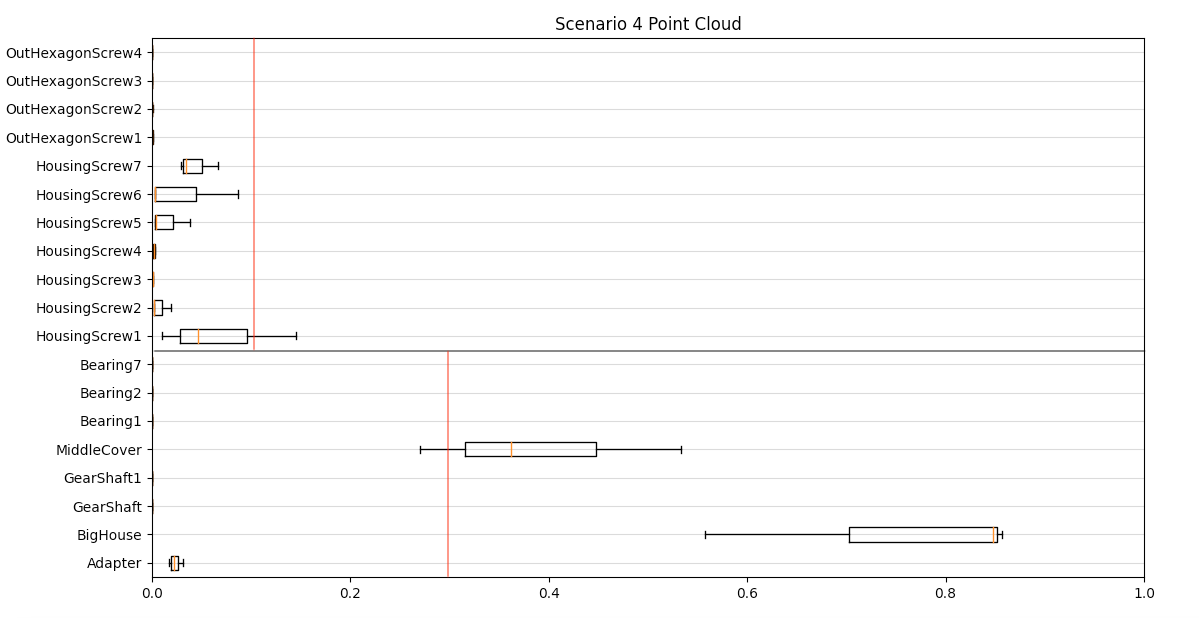 Scenario 4 Point Cloud
OutHexagonScrew4
OutHexagonScrew3
OutHexagonScrew2
OutHexagonScrew1
HousingScrew7
HousingScrew6
HousingScrew5
HousingScrew4
HousingScrew3
HousingScrew2
HousingScrew1
Bearing7
Bearing2
Bearing1
MiddleCover
GearShaft1
GearShaft
BigHouse
Adapter
0.0 0.2 0.4 0.6 0.8 1.0